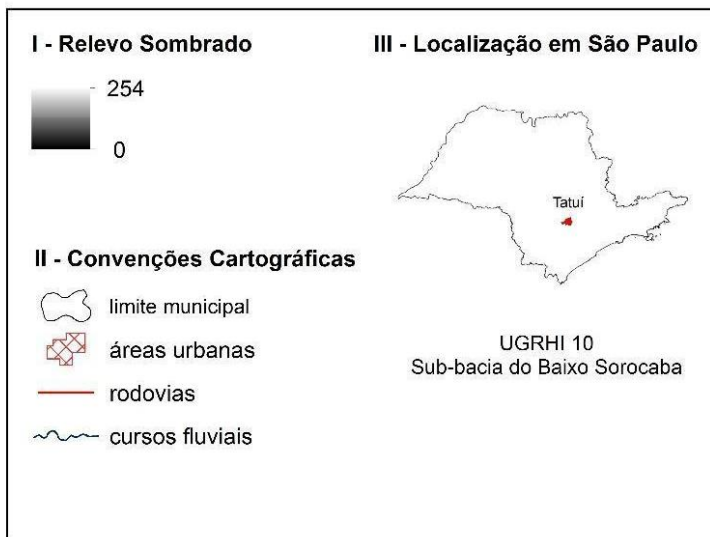 I - Relevo Sombrado
254
0
II - Convenções Cartográficas
limite municipal
áreas urbanas
rodovias
cursos fluviais
III - Localização em São Paulo
Tatuí
UGRHI 10
Sub-bacia do Baixo Sorocaba